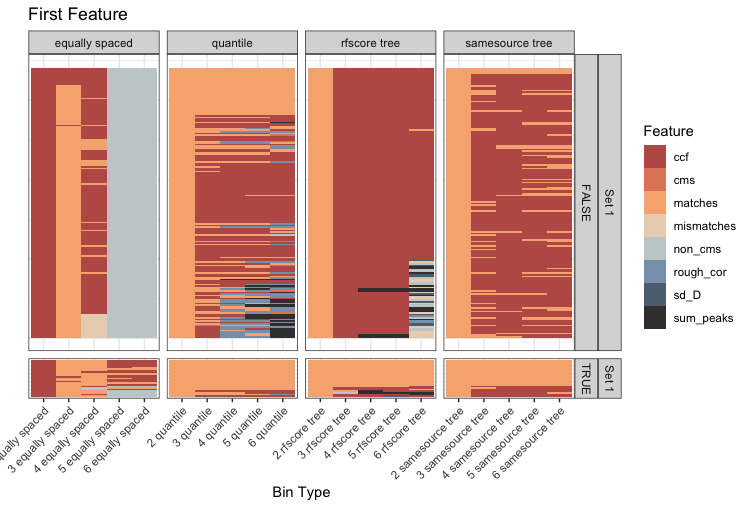 First Feature
equally spaced
quantile
rfscore tree
samesource tree
FALSE
Set 1
TRUE
Set 1
equally spaced
3 equally spaced
4 equally spaced
5 equally spaced
6 equally spaced
2 quantile
3 quantile
4 quantile
5 quantile
6 quantile
2 rfscore tree
3 rfscore tree
4 rfscore tree
5 rfscore tree
6 rfscore tree
2 samesource tree
3 samesource tree
4 samesource tree
5 samesource tree
6 samesource tree
Bin Type
Feature
ccf
cms
matches
mismatches
non_cms
rough_cor
sd_D
sum_peaks